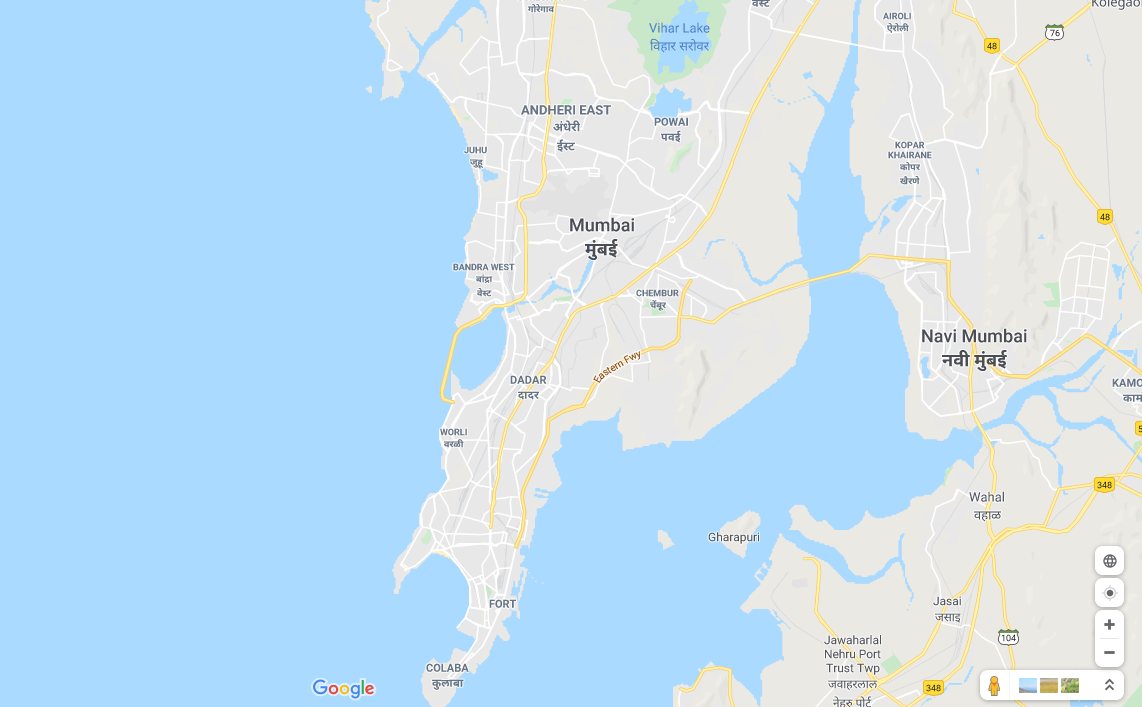 गोरेगाव
वेस्ट
Kolegao
Vihar Lake
विहार सरोवर
AIROLI
ऐरोली
76
48
ANDHERI EAST
अंधेरी
ईस्ट
POWAI
पवई
JUHU
जुहू
KOPAR
KHAIRANE
कोपर
खैरणे
48
Mumbai
मुंबई
BANDRA WEST
बांद्रा
वेस्ट
CHEMBUR
चेंबूर
Navi Mumbai
नवी मुंबई
Eastern Fwy
DADAR
दादर
KAMO
काम
WORLI
वरळी
5
348
Wahal
वहाळ
Gharapuri
FORT
Jasai
जसाइ
104
Jawaharlal
Nehru Port
Trust Twp
जवाहरलाल
नेहरु पोर्ट
COLABA
कुलाबा
348
Google